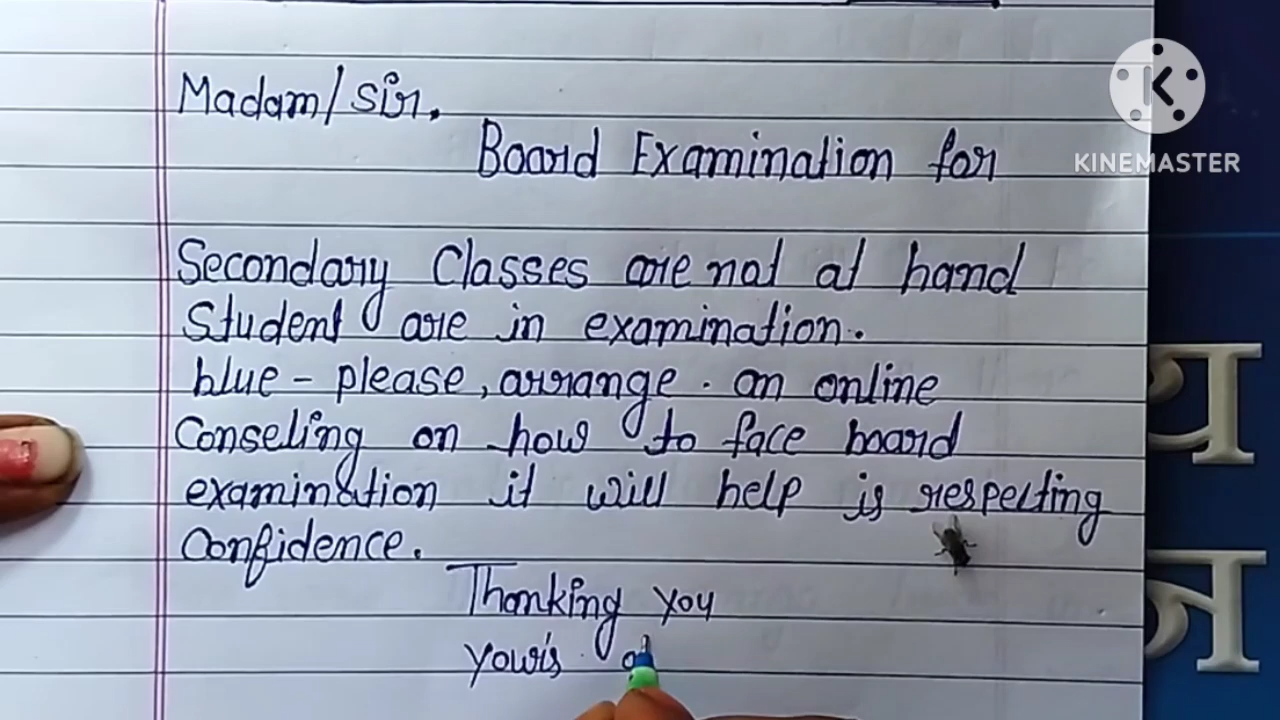 Madam/Sir.
Board Examination for
Secondary Classes are not at hand
Student are in examination.
blue - please, arrange . an online
Conseling on how to face board
examination it will help is respecting
Confidence.
Thanking you
Your's
KINEMASTER
प
न